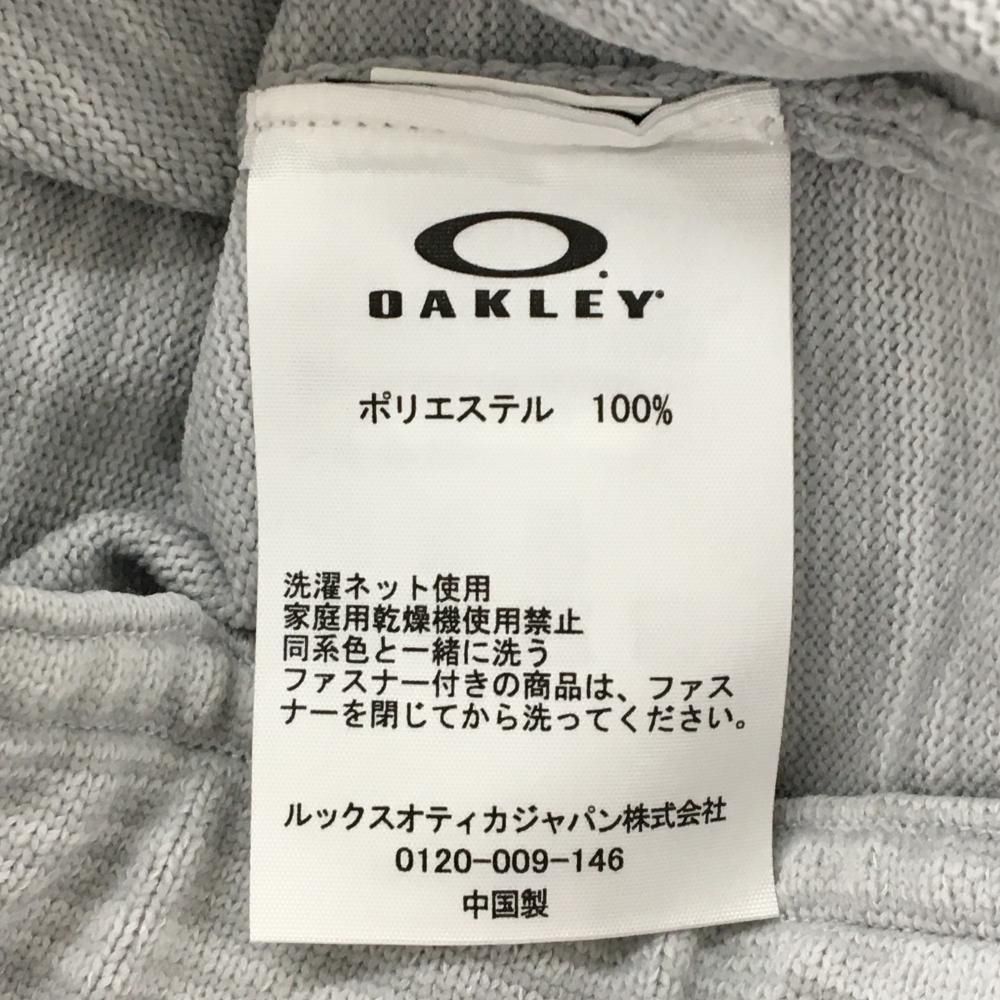 OAKLEY
ポリエステル 100%
洗濯ネット使用
家庭用乾燥機使用禁止
同系色と一緒に洗う
ファスナー付きの商品は、ファス
ナーを閉じてから洗ってください。
ルックスオティカジャパン株式会社
0120-009-146
中国製